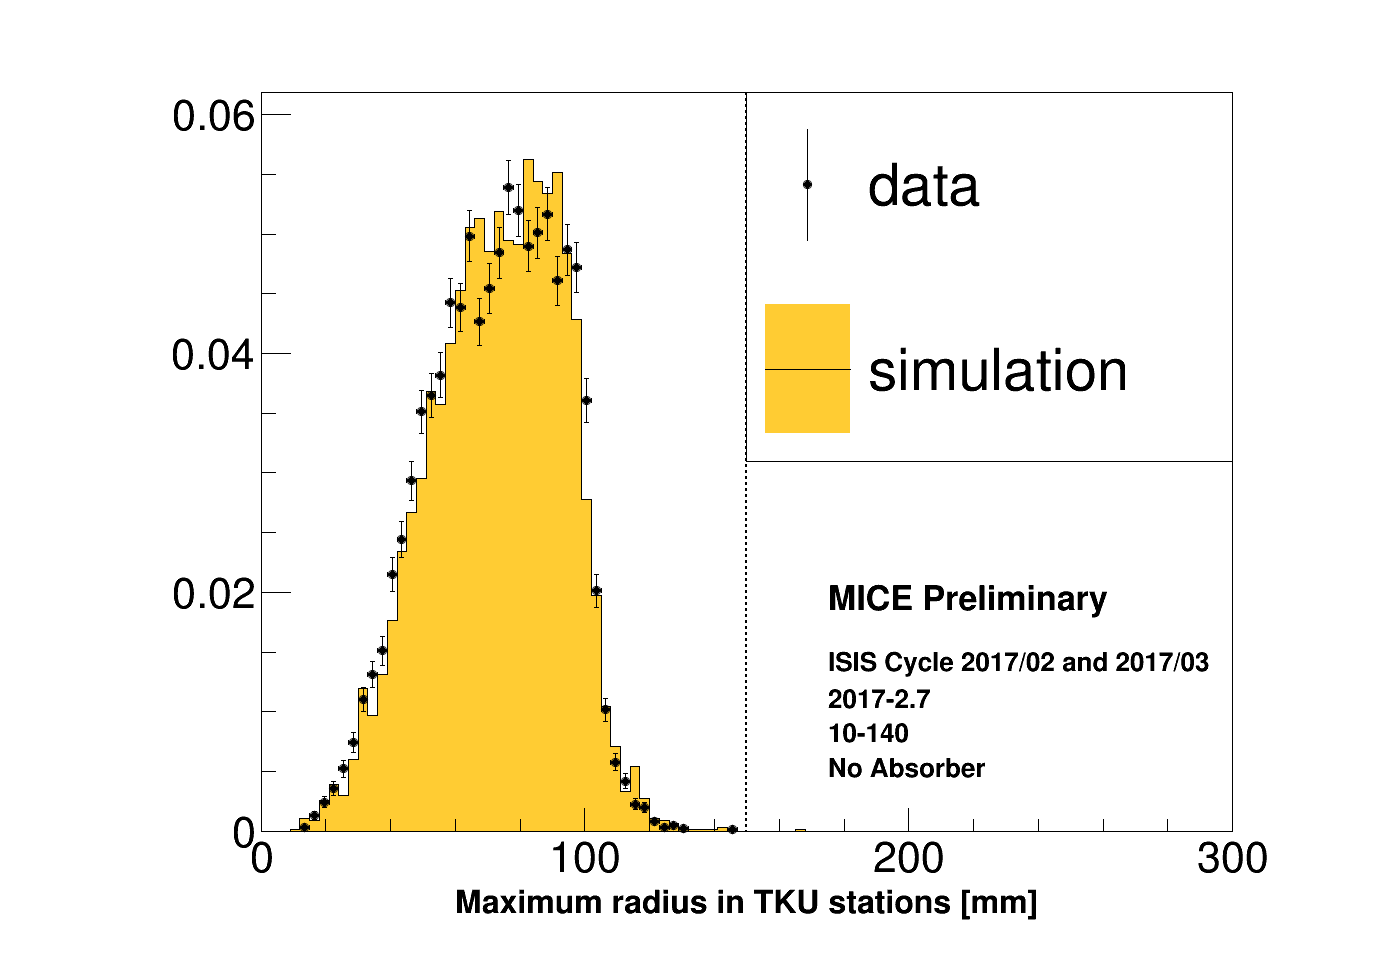 0.06
0.04
0.02
0
0
100
200
300
Maximum radius in TKU stations [mm]
data
simulation
MICE Preliminary
ISIS Cycle 2017/02 and 2017/03
2017-2.7
10-140
No Absorber